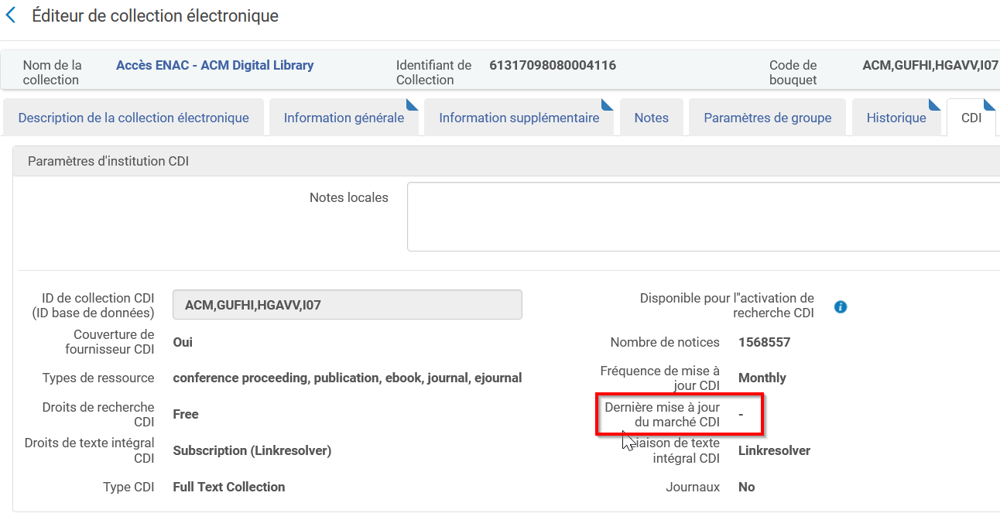 Éditeur de collection électronique
Nom de la collection
Accès ENAC - ACM Digital Library
Identifiant de Collection
61317098080004116
Code de bouquet
ACM,GUFHI,HGAVV,I07
Description de la collection électronique
Information générale
Information supplémentaire
Notes
Paramètres de groupe
Historique
CDI
Paramètres d'institution CDI
Notes locales
ID de collection CDI
(ID base de données)
ACM,GUFHI,HGAVV,I07
Disponible pour l''activation de
recherche CDI
Couverture de
fournisseur CDI
Oui
Nombre de notices
1568557
Types de ressource
conference proceeding, publication, ebook, journal, ejournal
Fréquence de mise à
jour CDI
Monthly
Droits de recherche
CDI
Free
Dernière mise à jour
du marché CDI
-
Droits de texte intégral
CDI
Subscription (Linkresolver)
de texte
intégral CDI
Linkresolver
Type CDI
Full Text Collection
Journaux
No